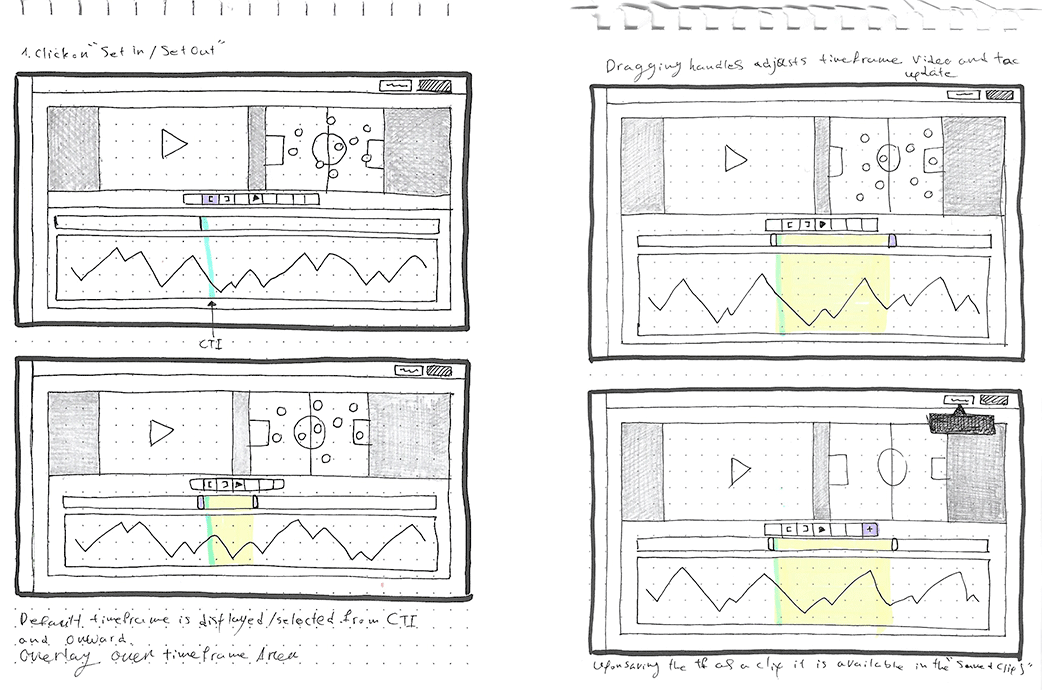 1. Click on "Set In / Set Out"
CTI
Default timeframe is displayed/selected from CTI
and onward.
Overlay over timeframe Area
Dragging handles adjusts timeframe Video and tac
update
Upon saving the tf as a clip it is available in the "Saved Clips"